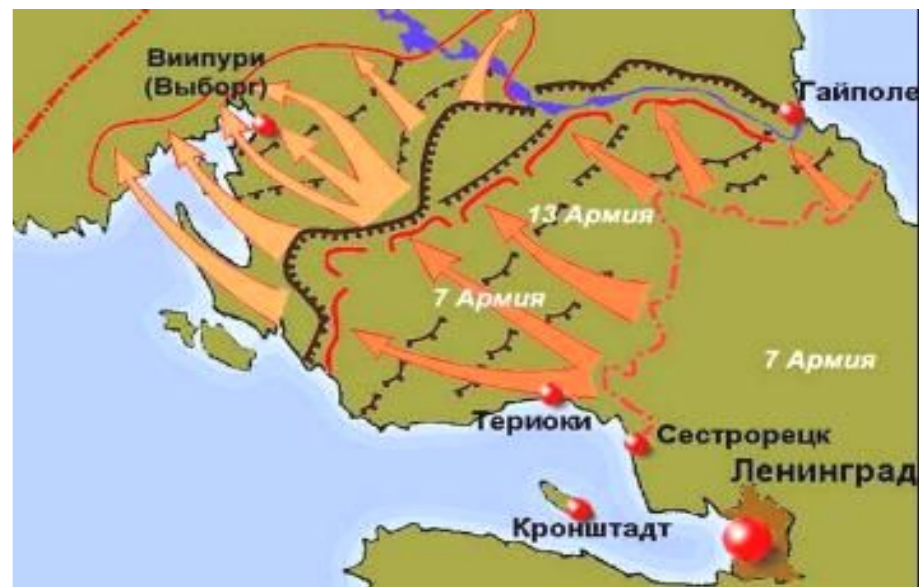 Виипури
(Выборг)
Гайполе
13 Армия
7 Армия
7 Армия
Териоки
Сестрорецк
Ленинград
Кронштадт